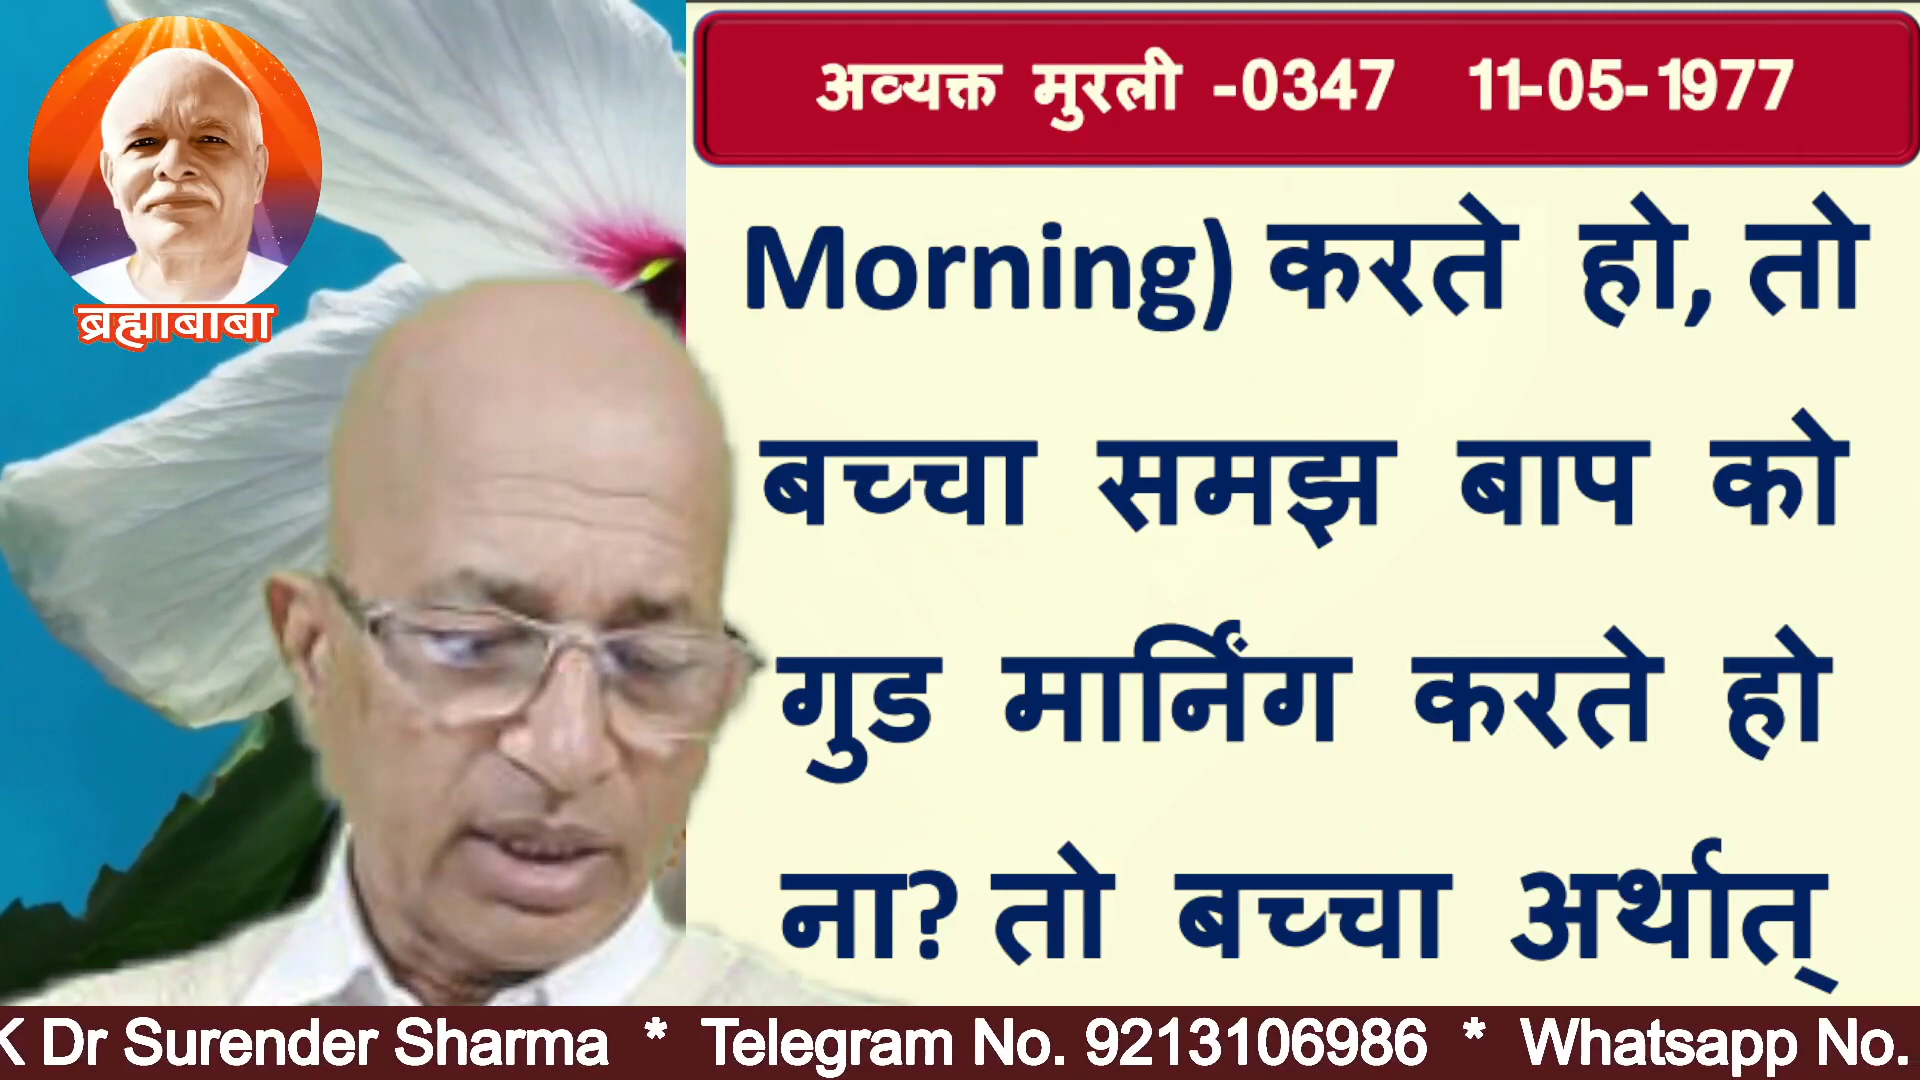 ब्रह्माबाबा
अव्यक्त मुरली -0347 11-05-1977
Morning) करते हो, तो
बच्चा समझ बाप को
गुड मार्निंग करते हो
ना? तो बच्चा अर्थात्
K Dr Surender Sharma * Telegram No. 9213106986 * Whatsapp No.